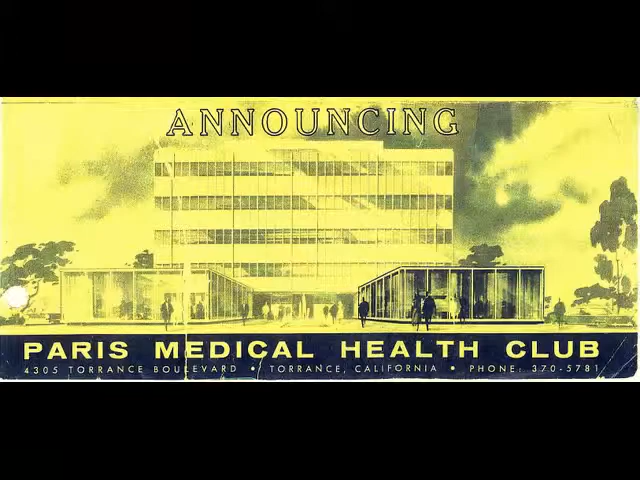 ANNOUNCING
PARIS MEDICAL HEALTH CLUB
4305 TORRANCE BOULEVARD • TORRANCE, CALIFORNIA • PHONE: 370-5781